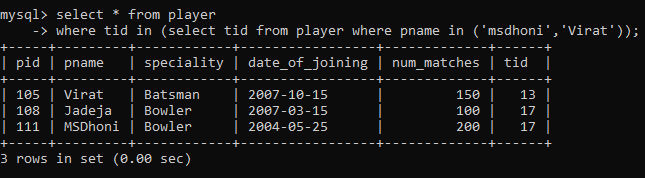 mysql> select * from player
    -> where tid in (select tid from player where pname in ('msdhoni','Virat'));
+-----+---------+------------+-----------------+-------------+------+
| pid | pname   | speciality | date_of_joining | num_matches | tid  |
+-----+---------+------------+-----------------+-------------+------+
| 105 | Virat   | Batsman    | 2007-10-15      |         150 |   13 |
| 108 | Jadeja  | Bowler     | 2007-03-15      |         100 |   17 |
| 111 | MSDhoni | Bowler     | 2004-05-25      |         200 |   17 |
+-----+---------+------------+-----------------+-------------+------+
3 rows in set (0.00 sec)